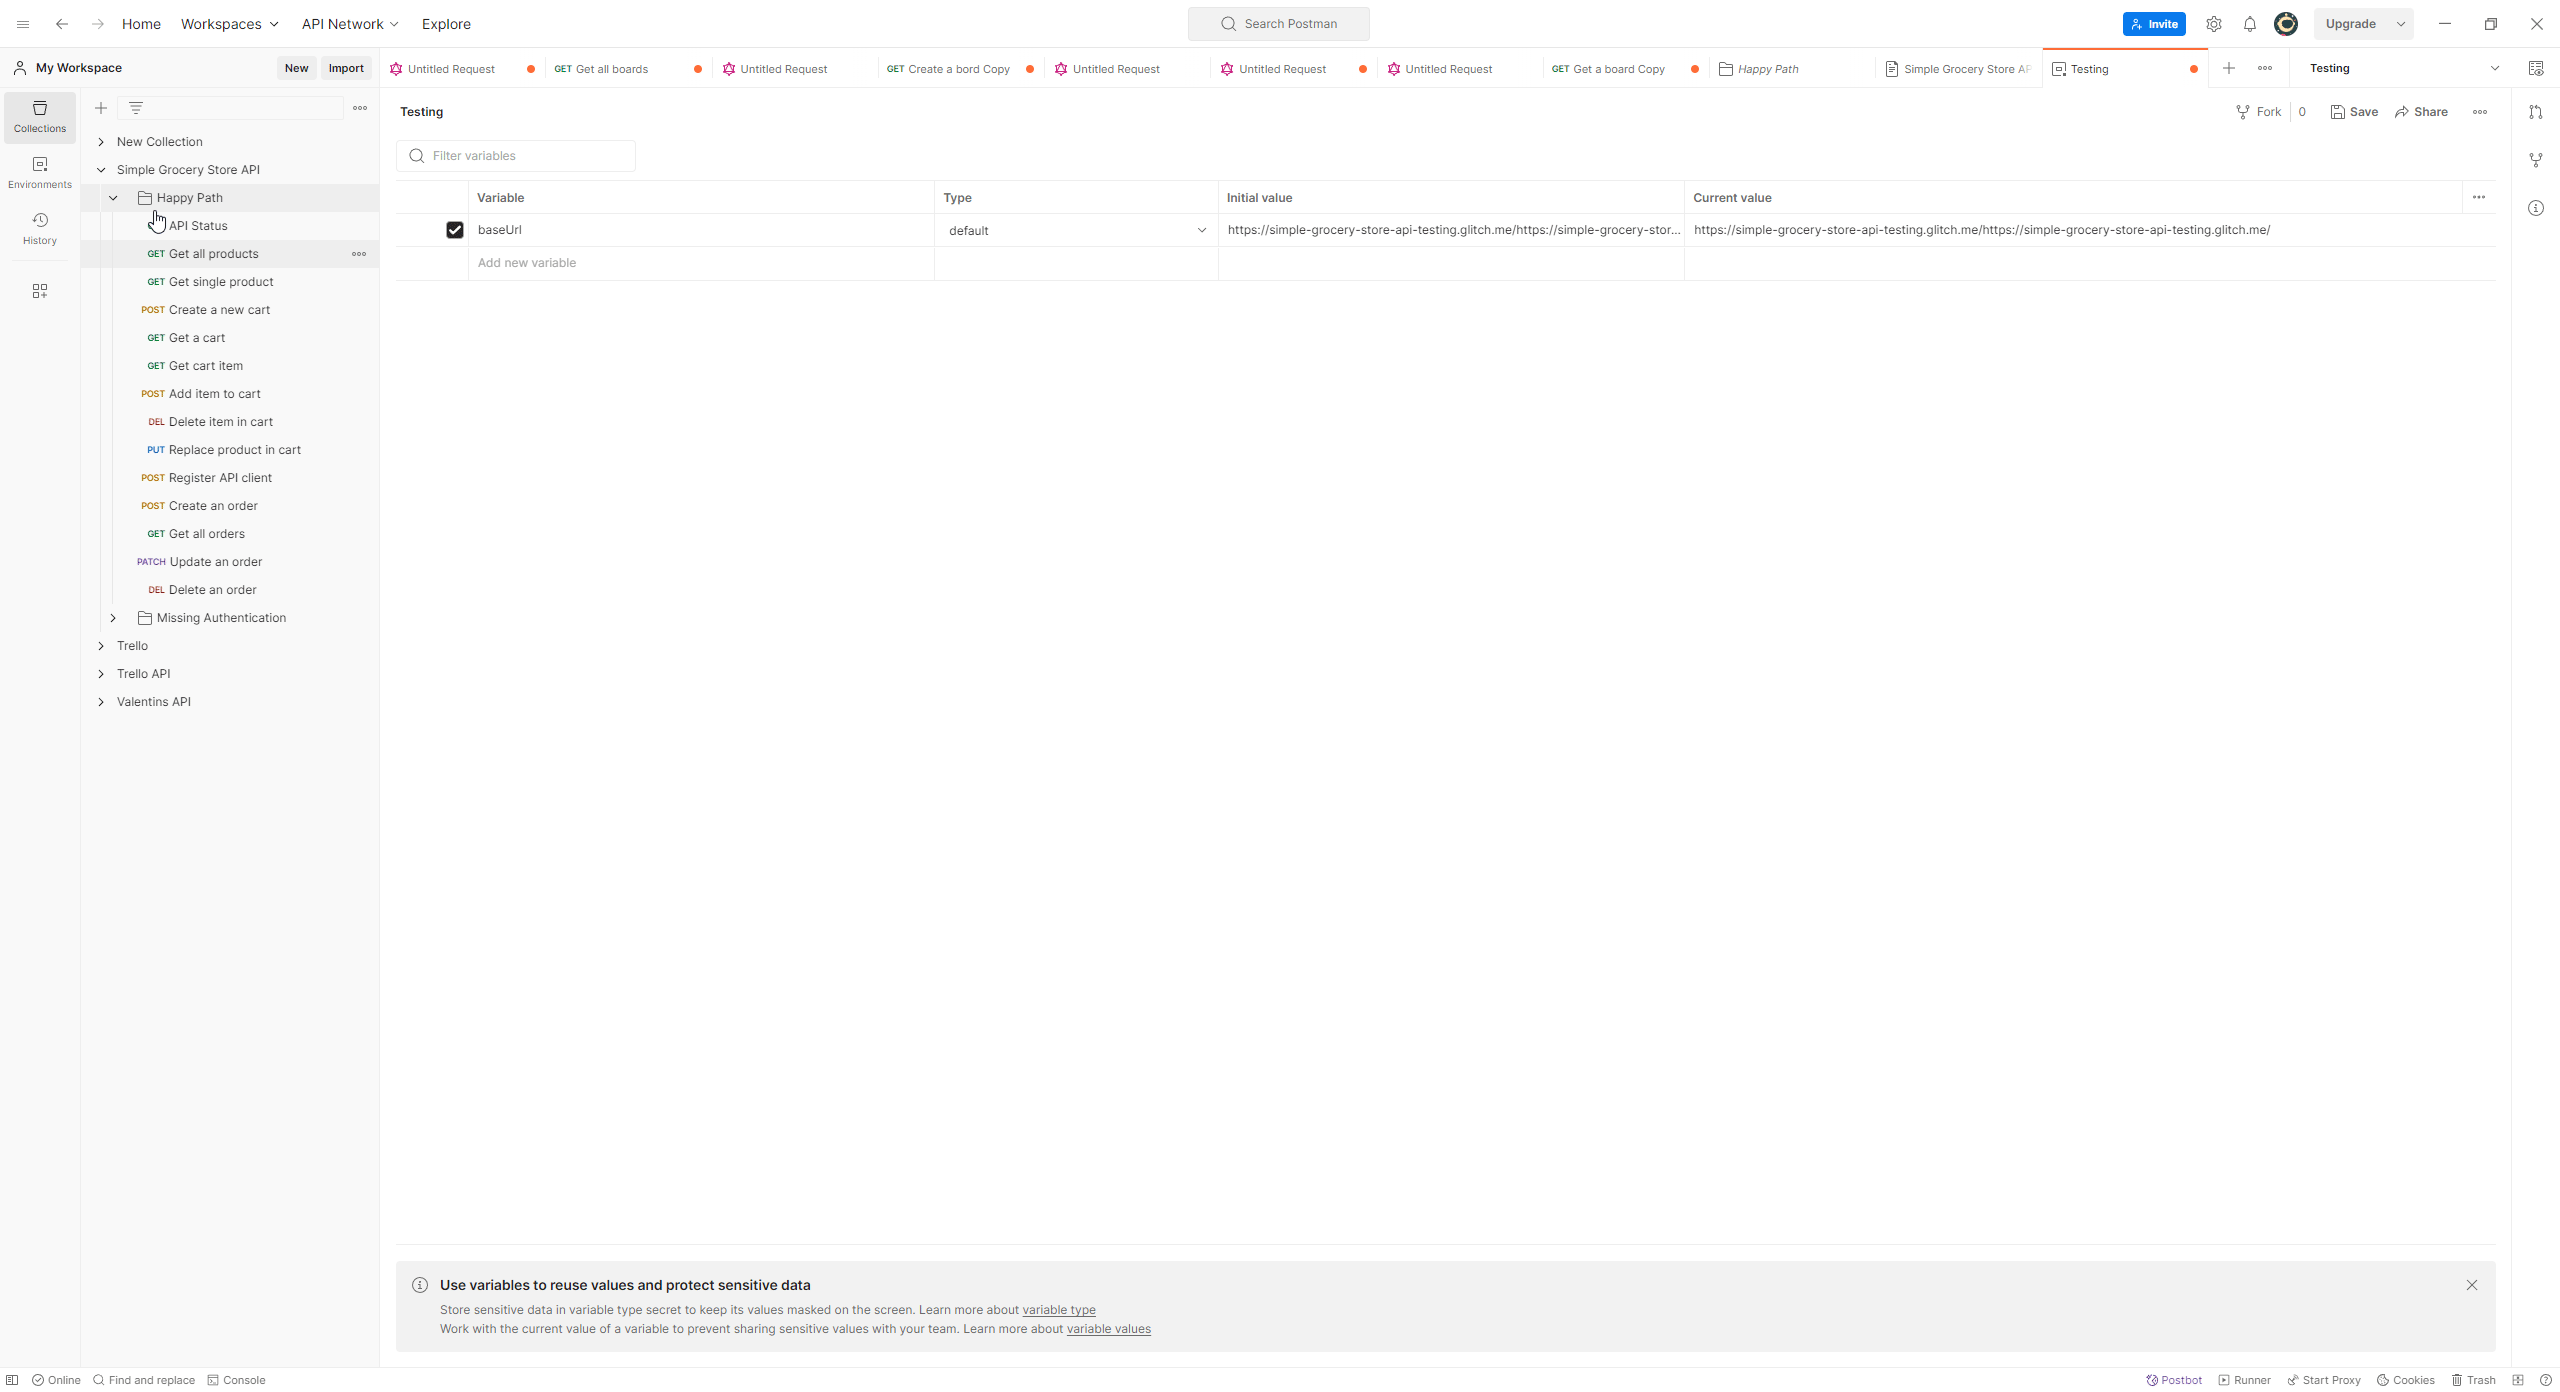 Home Workspaces API Network Explore Search Postman Invite Upgrade
My Workspace New Import Untitled Request GET Get all boards Untitled Request GET Create a bord Copy Untitled Request Untitled Request Untitled Request GET Get a board Copy Happy Path Simple Grocery Store AP Testing Testing
Collections
Environments
History
New Collection
Simple Grocery Store API
Happy Path
API Status
GET Get all products
GET Get single product
POST Create a new cart
GET Get a cart
GET Get cart item
POST Add item to cart
DEL Delete item in cart
PUT Replace product in cart
POST Register API client
POST Create an order
GET Get all orders
PATCH Update an order
DEL Delete an order
Missing Authentication
Trello
Trello API
Valentins API
Testing Fork 0 Save Share
Filter variables
Variable Type Initial value Current value
baseUrl default https://simple-grocery-store-api-testing.glitch.me/https://simple-grocery-stor... https://simple-grocery-store-api-testing.glitch.me/https://simple-grocery-store-api-testing.glitch.me/
Add new variable
Use variables to reuse values and protect sensitive data
Store sensitive data in variable type secret to keep its values masked on the screen. Learn more about variable type
Work with the current value of a variable to prevent sharing sensitive values with your team. Learn more about variable values
Online Find and replace Console Postbot Runner Start Proxy Cookies Trash